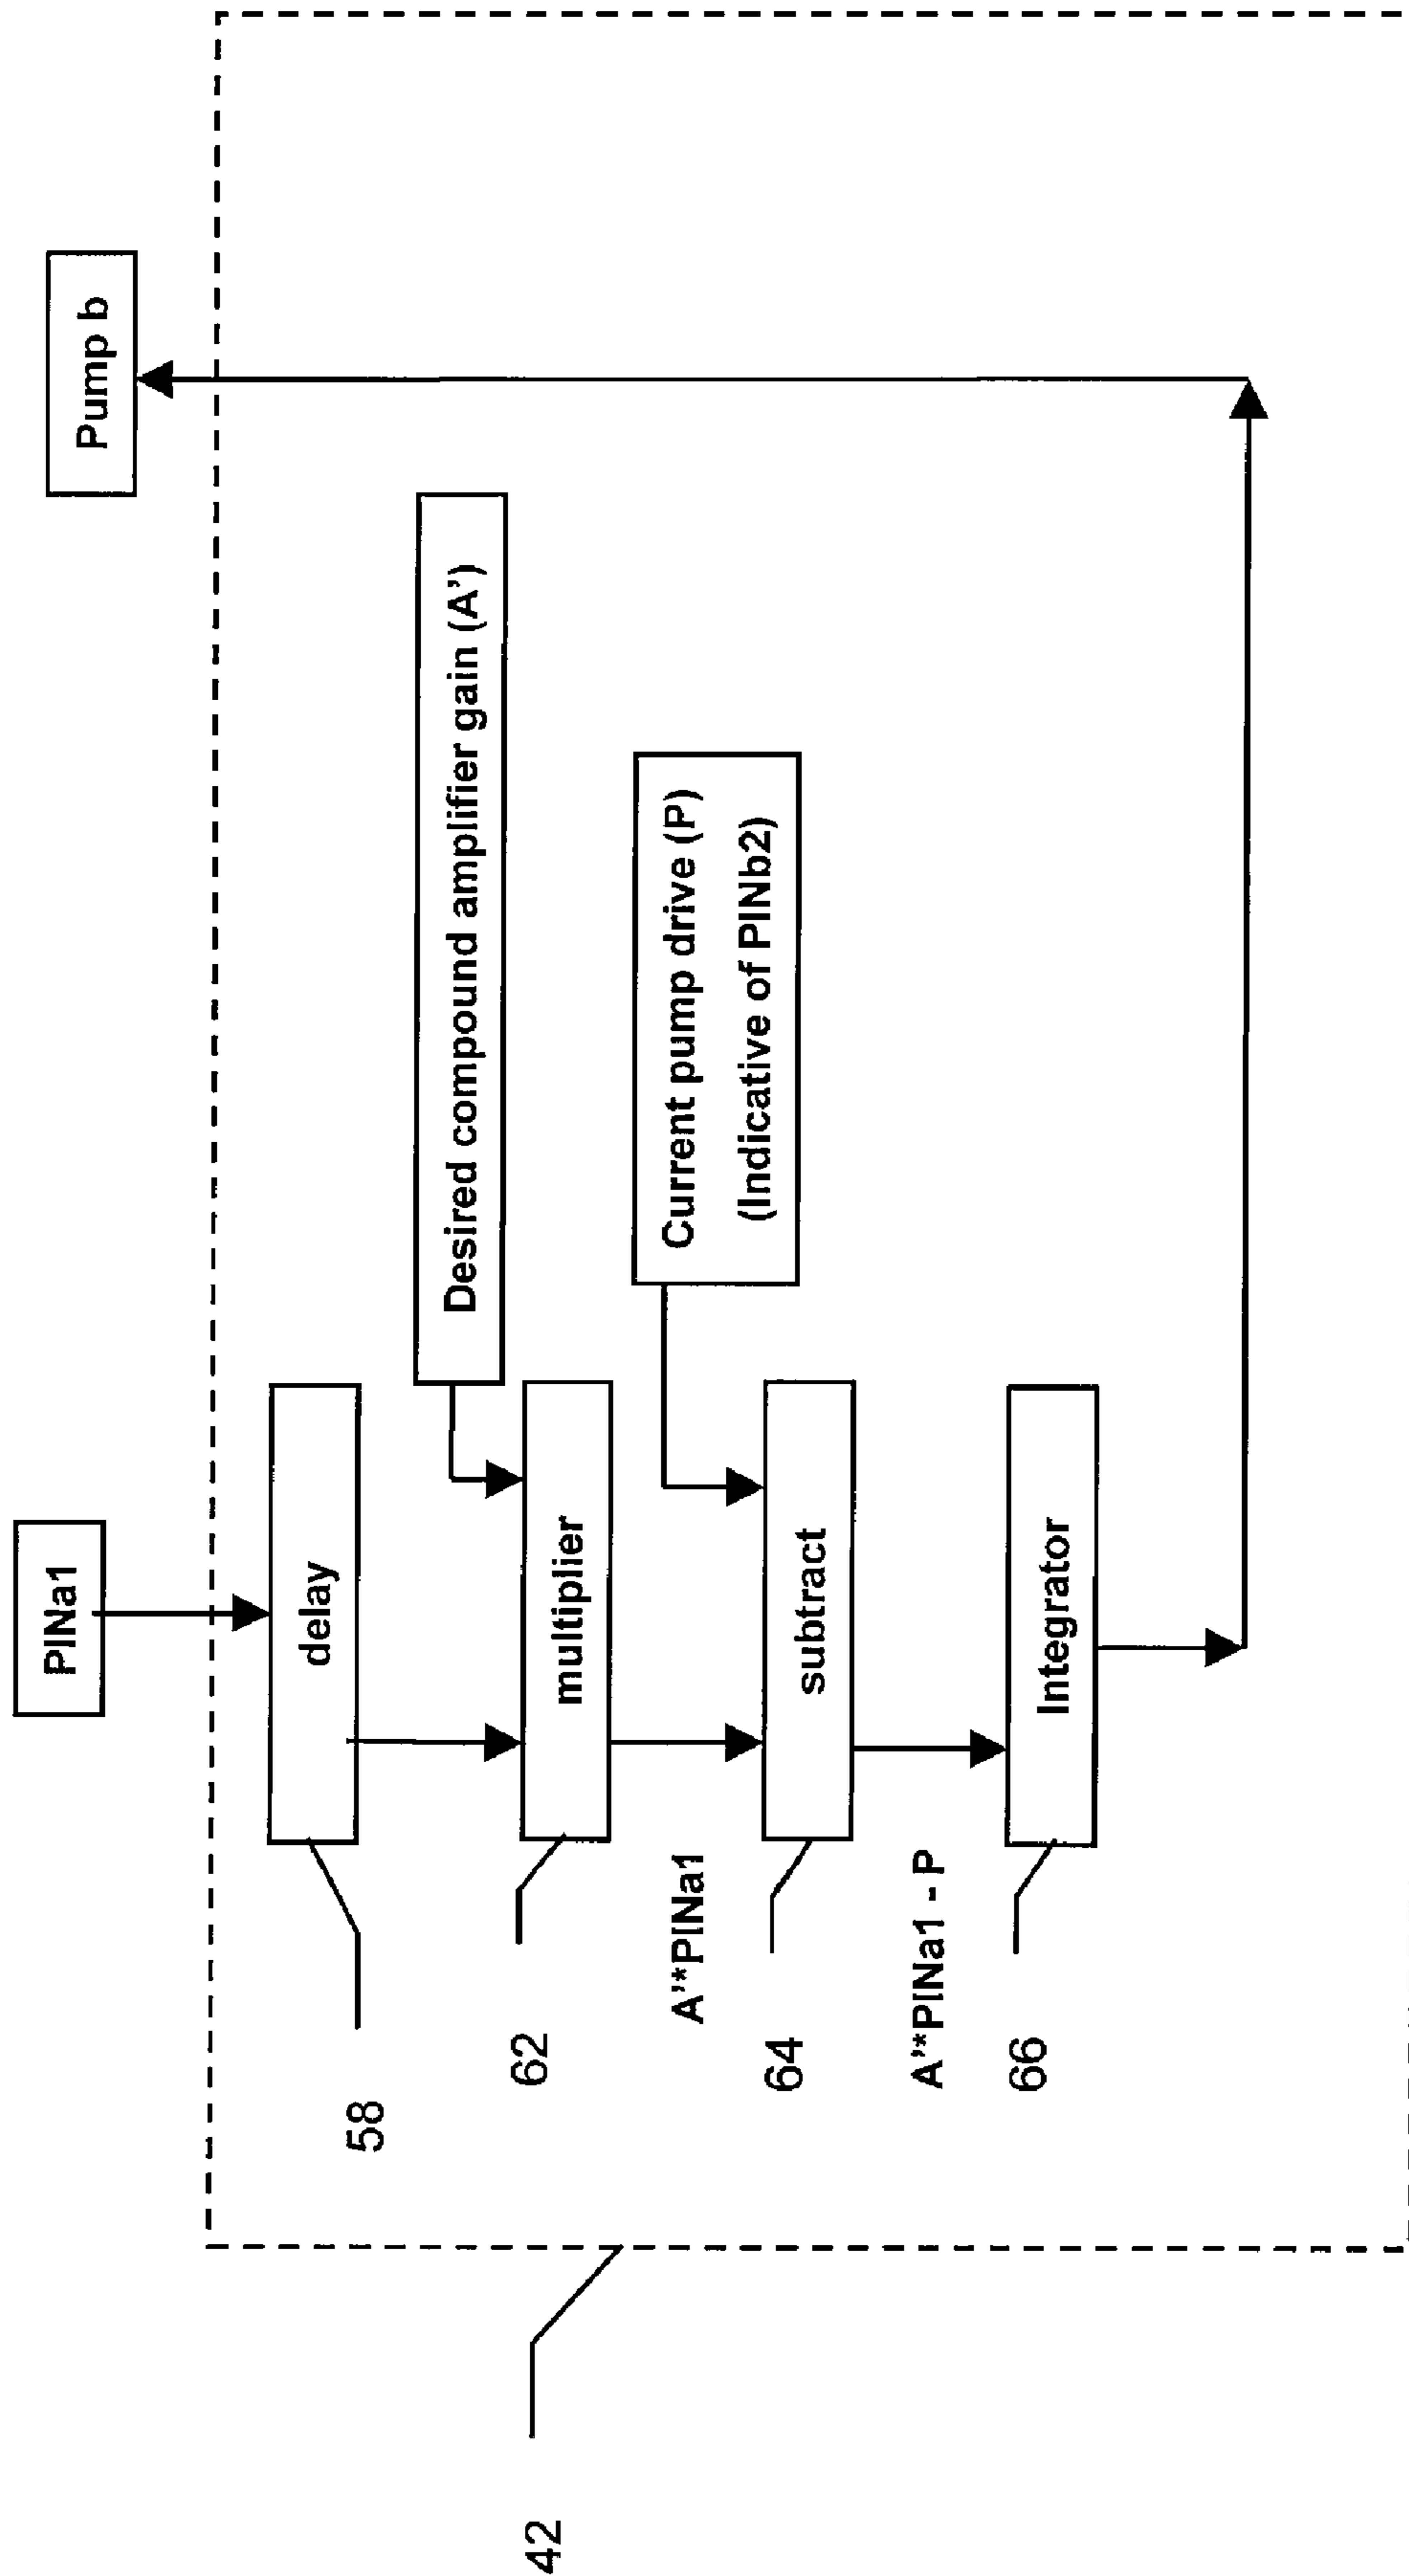 PINa1
Pump b
delay
58
Desired compound amplifier gain (A')
multiplier
62
A'*PINa1
Current pump drive (P)
(Indicative of PINb2)
subtract
64
A'*PINa1 - P
Integrator
66
42